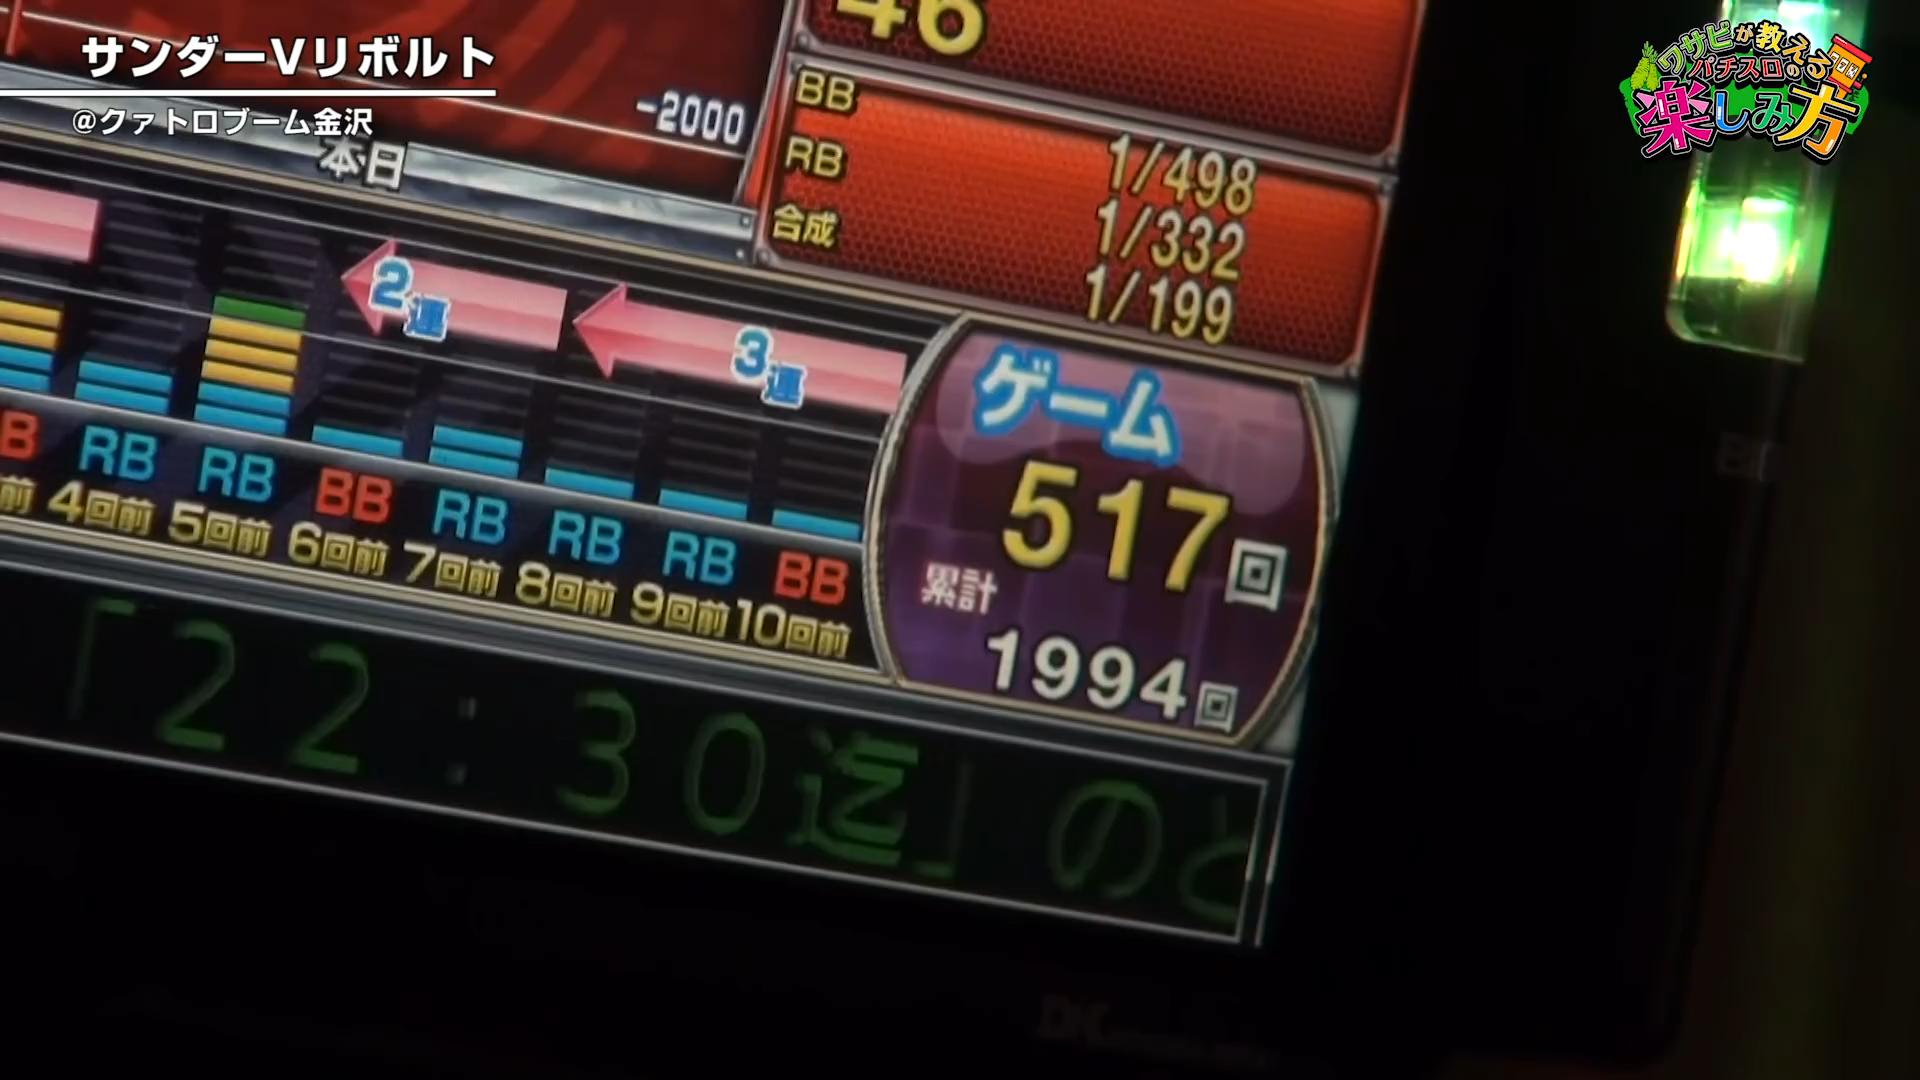 サンダーVリボルト
@クァトロブーム金沢
ワサビが教える
パチスロの
楽しみ方
46
-2000
本日
BB 1/498
RB 1/332
合成 1/199
2連
3連
B RB RB BB RB RB RB BB
前 4回前 5回前 6回前 7回前 8回前 9回前 10回前
ゲーム
517回
累計
1994回
「22:30迄」のと